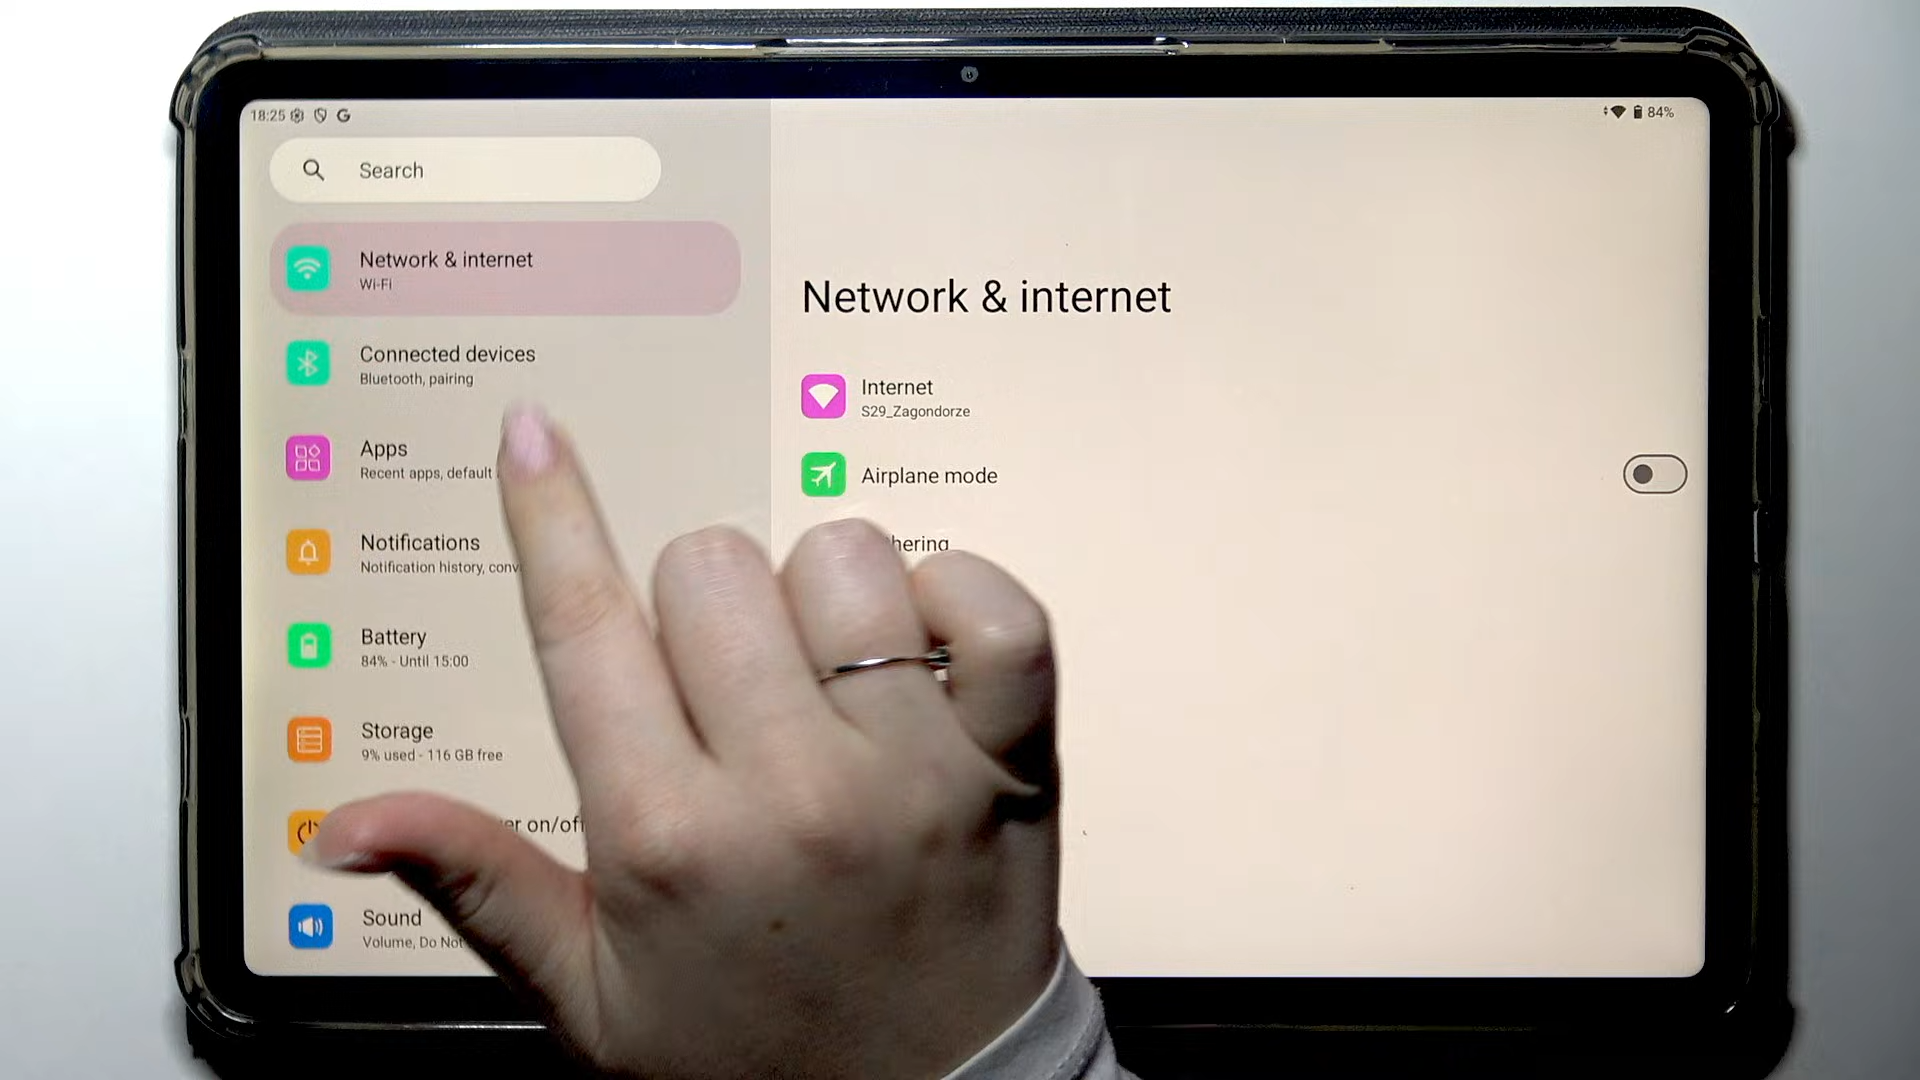 18:25 G
84%
Search
Network & internet
Wi-Fi
Connected devices
Bluetooth, pairing
Apps
Recent apps, default
Notifications
Notification history, conv
Battery
84% - Until 15:00
Storage
9% used - 116 GB free
er on/off
Sound
Volume, Do Not
Network & internet
Internet
S29_Zagondorze
Airplane mode
hering